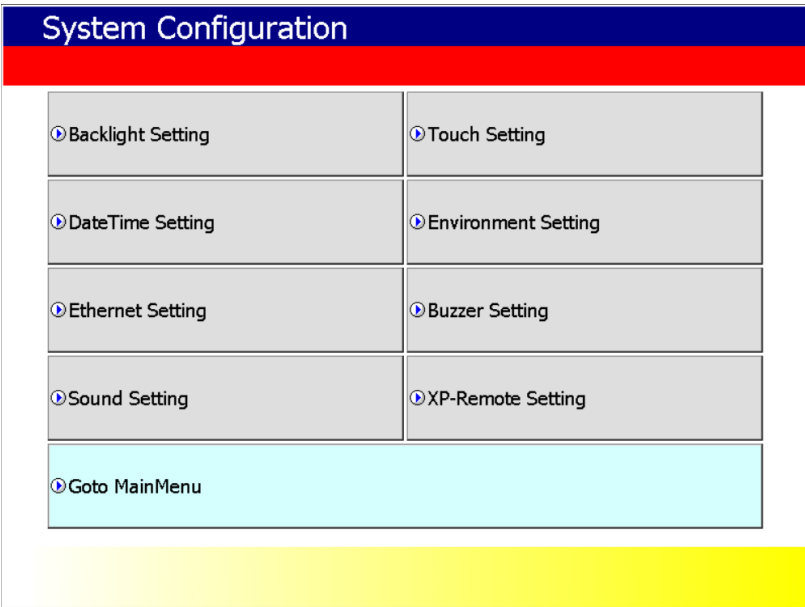 System Configuration
Backlight Setting
Touch Setting
DateTime Setting
Environment Setting
Ethernet Setting
Buzzer Setting
Sound Setting
XP-Remote Setting
Goto MainMenu